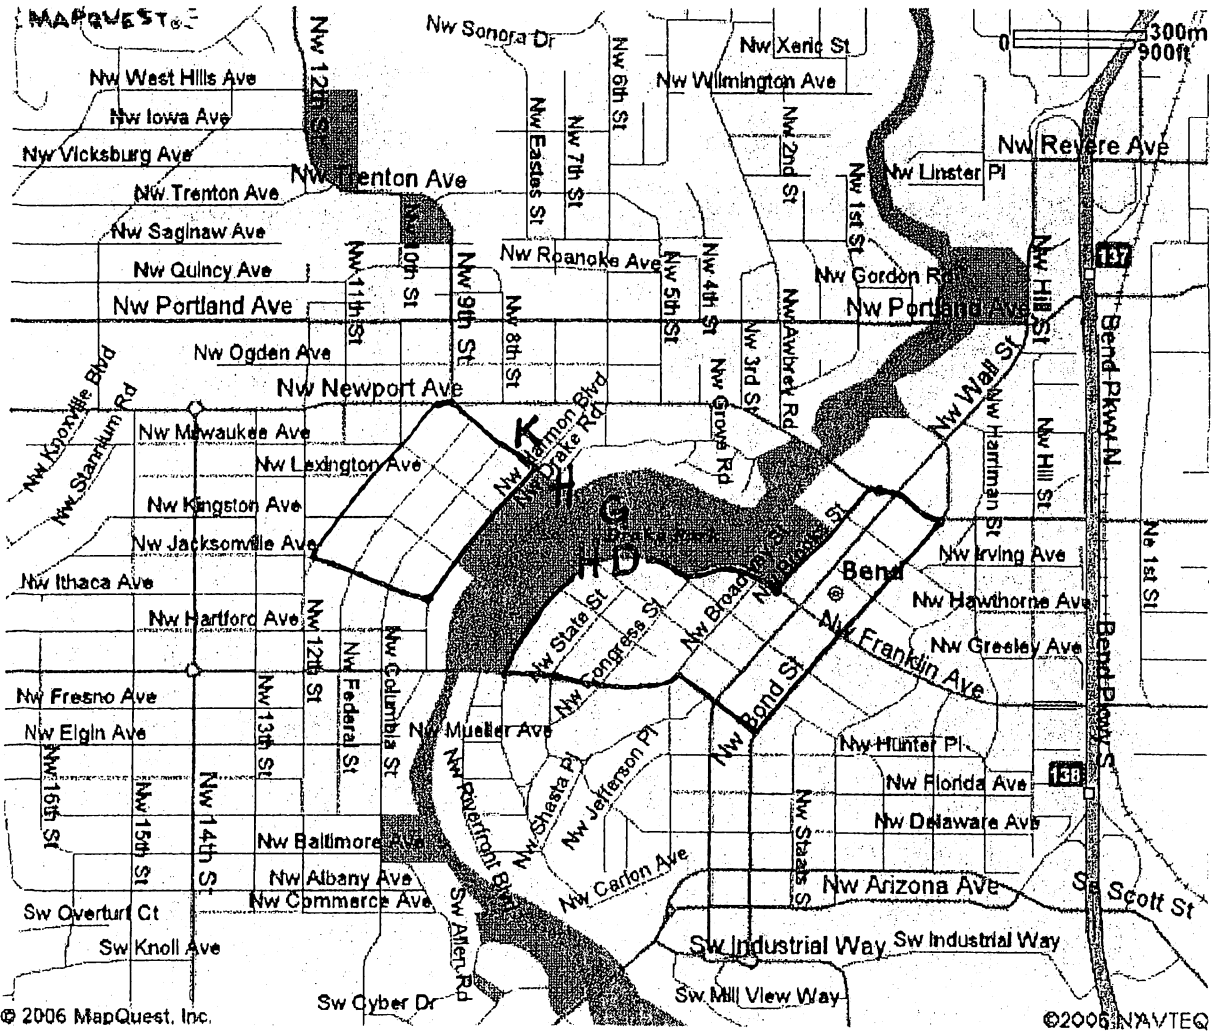 MAPQUEST
Nw 12th St
Nw Sonora Dr
Nw 6th St
Nw Xeric St
0
300m
900ft
Nw West Hills Ave
Nw Wilmington Ave
Nw Iowa Ave
Nw Eastes St
Nw 7th St
Nw 2nd St
Nw Revere Ave
Nw Vicksburg Ave
Nw Trenton Ave
Nw Linster Pl
Nw Trenton Ave
Nw 1st St
Nw Saginaw Ave
Nw 11th St
Nw 10th St
Nw 9th St
Nw Roanoke Ave
Nw 5th St
Nw 4th St
Nw Hill St
137
Nw Quincy Ave
Nw Gordon Rd
Nw Portland Ave
Nw 8th St
Nw Awbrey Rd
Nw Portland Ave
Bend Pkwy N
Nw Ogden Ave
Nw 3rd St
Nw Wall St
Nw Knoxville Blvd
Nw Stannium Rd
Nw Newport Ave
Nw Harmon Blvd
Nw Drake Rd
Nw Grove Rd
Nw Harriman St
Nw Hill St
Nw Milwaukee Ave
K
Nw Lexington Ave
H
Nw Kingston Ave
G
Drake Park
Nw Brooks St
Nw Jacksonville Ave
H D
Nw Broadway St
Nw Irving Ave
Ne 1st St
Nw Ithaca Ave
Bend
Nw Hawthorne Ave
Nw Hartford Ave
Nw State St
Nw Congress St
Nw Franklin Ave
Nw Greeley Ave
Bend Pkwy S
Nw 12th St
Nw Federal St
Nw Columbia St
Nw Fresno Ave
Nw 13th St
Nw Bond St
Nw Elgin Ave
Nw Mueller Ave
Nw Hunter Pl
Nw 16th St
Nw 15th St
Nw 14th St
Nw Riverfront Blvd
Nw Shasta Pl
Nw Jefferson Pl
138
Nw Florida Ave
Nw Staats St
Nw Delaware Ave
Nw Baltimore Ave
Nw Albany Ave
Nw Carlon Ave
Nw Arizona Ave
S
Scott St
Nw Commerce Ave
Sw Overturf Ct
Sw Allen Rd
Sw Knoll Ave
Sw Industrial Way
Sw Industrial Way
Sw Cyber Dr
Sw Mill View Way
© 2006 MapQuest, Inc.
©2006 NAVTEQ